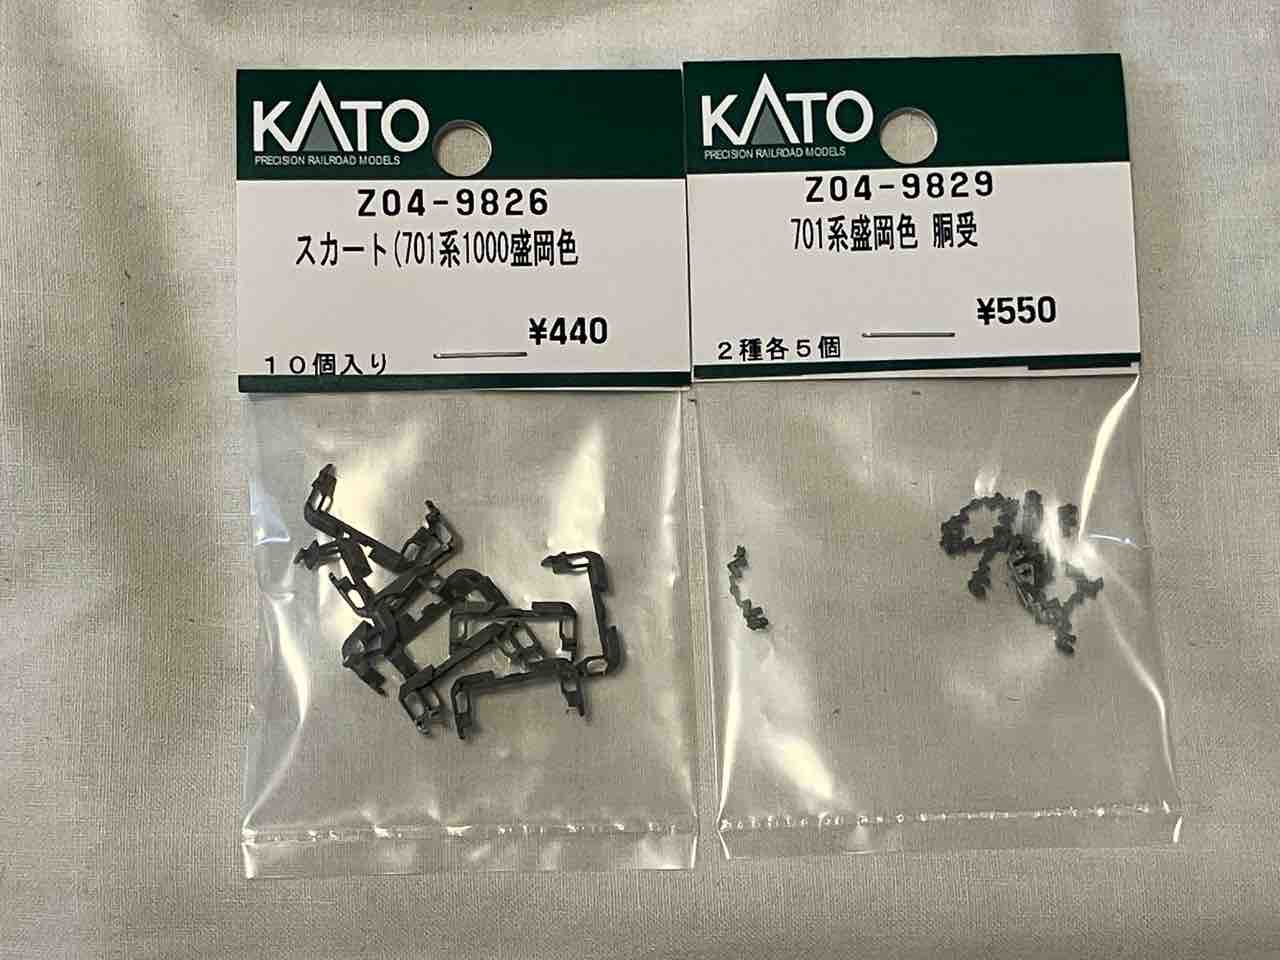 KATO
PRECISION RAILROAD MODELS
Z04-9826
スカート(701系1000盛岡色
¥440
10個入り
KATO
PRECISION RAILROAD MODELS
Z04-9829
701系盛岡色 胴受
¥550
2種各5個